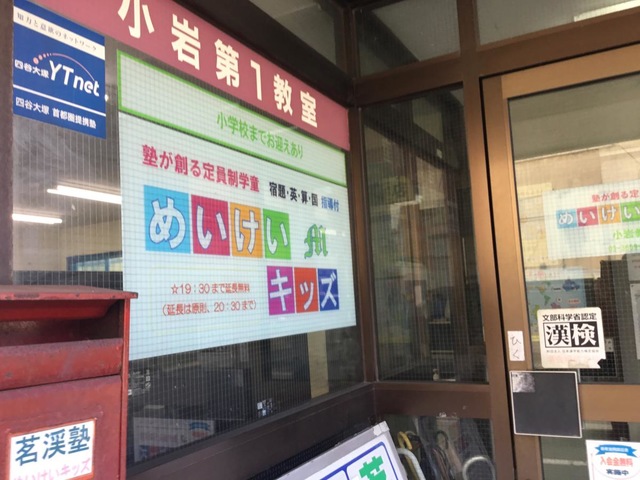 知力と意欲のネットワーク
四谷大塚 YTnet
四谷大塚 首都圏提携塾
小岩第1教室
小学校までお迎えあり
塾が創る定員制学童
宿題・英・算・国 指導付
めいけい M
キッズ
☆19:30まで延長無料
(延長は原則、20:30まで)
茗渓塾
めいけいキッズ
塾が創る定
めいけい
小岩
文部科学省認定
漢検
ひく
入会金無料
実施中